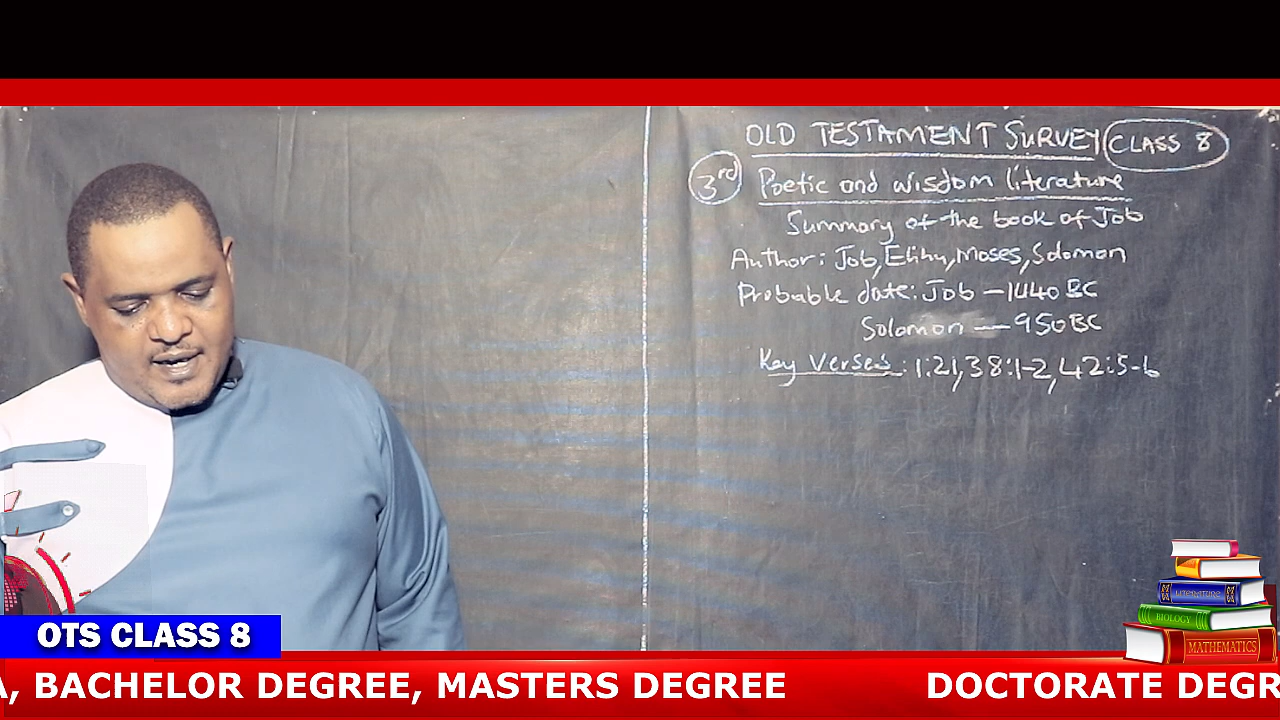 OLD TESTAMENT SURVEY CLASS 8
3rd Poetic and wisdom literature
Summary of the book of Job
Author: Job, Elihu, Moses, Solomon
Probable date: Job - 1440 BC
Solomon - 950 BC
Key Verses: 1:21, 38:1-2, 42:5-6
LITERATURE
BIOLOGY
MATHEMATICS
OTS CLASS 8
A, BACHELOR DEGREE, MASTERS DEGREE DOCTORATE DEGR